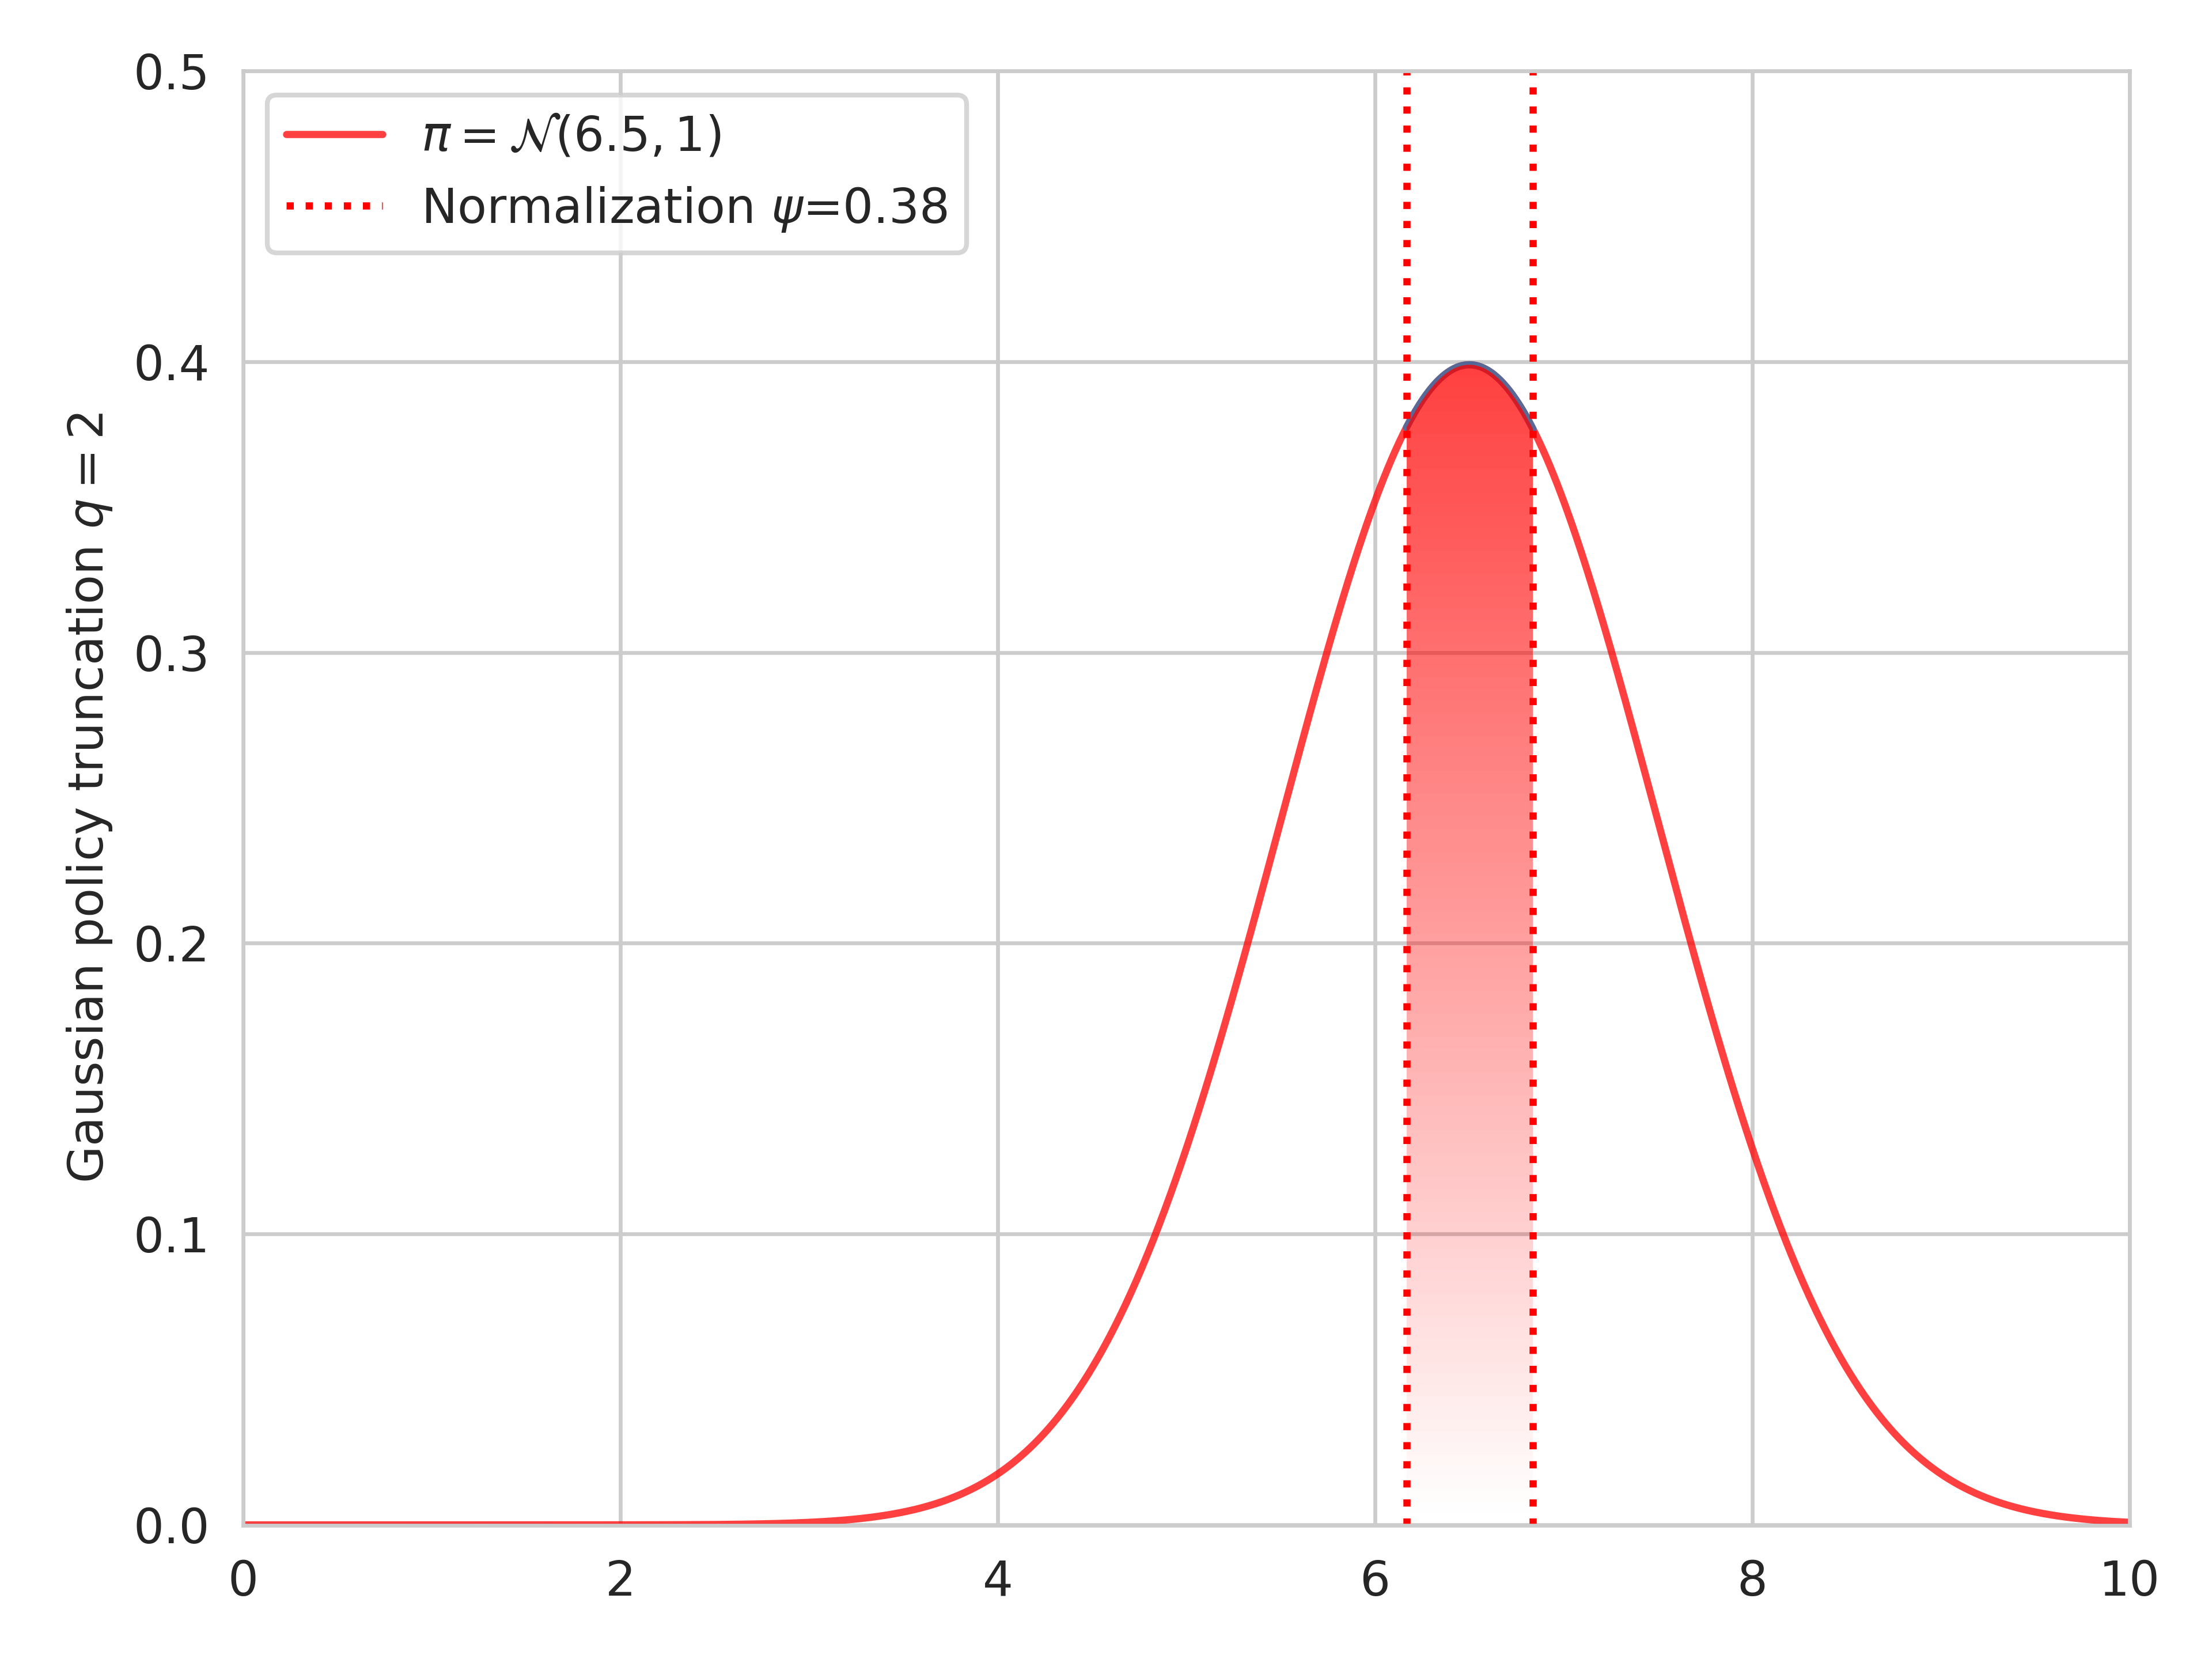 π = 𝒩(6.5, 1)
Normalization ψ=0.38
Gaussian policy truncation q = 2
0.5
0.4
0.3
0.2
0.1
0.0
0 2 4 6 8 10